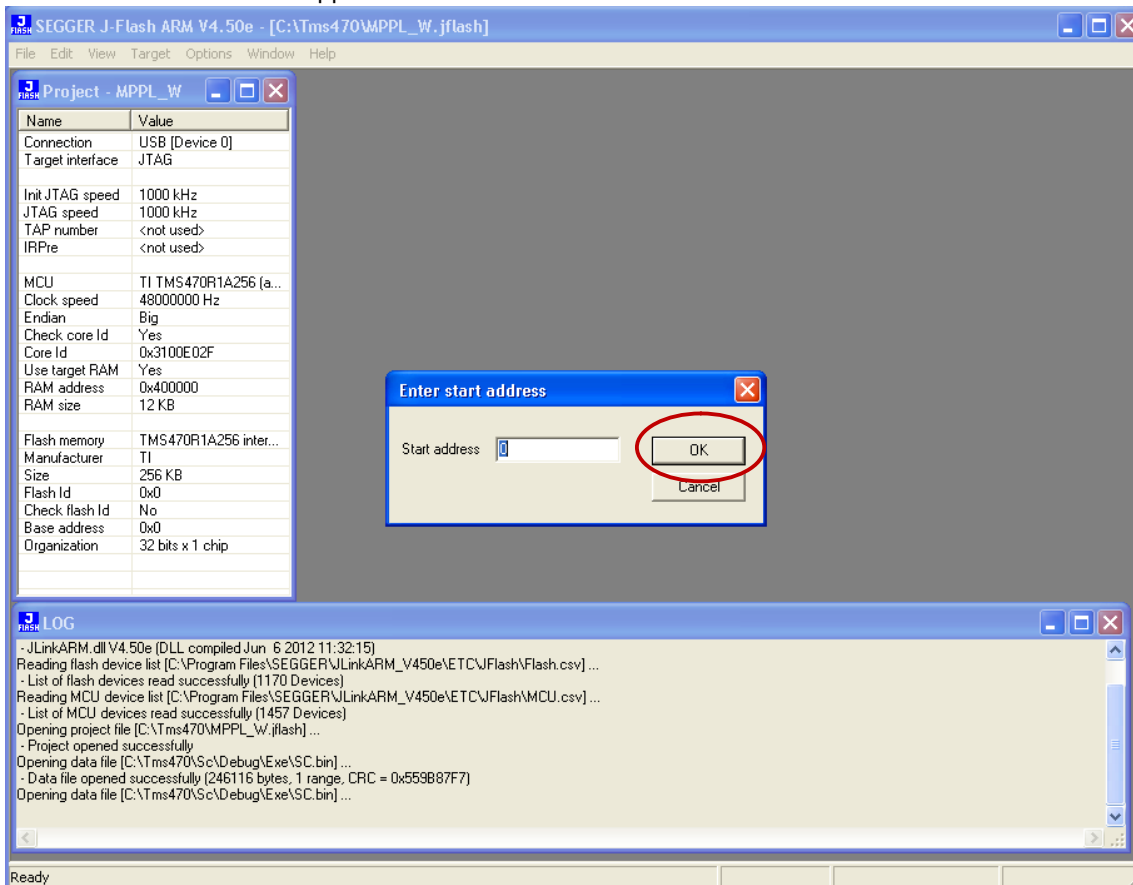 SEGGER J-Flash ARM V4.50e - [C:\Tms470\MPPL_W.jflash]
File Edit View Target Options Window Help
Project - MPPL_W
Name Value
Connection USB [Device 0]
Target interface JTAG
Init JTAG speed 1000 kHz
JTAG speed 1000 kHz
TAP number <not used>
IRPre <not used>
MCU TI TMS470R1A256 (a...
Clock speed 48000000 Hz
Endian Big
Check core Id Yes
Core Id 0x3100E02F
Use target RAM Yes
RAM address 0x400000
RAM size 12 KB
Flash memory TMS470R1A256 inter...
Manufacturer TI
Size 256 KB
Flash Id 0x0
Check flash Id No
Base address 0x0
Organization 32 bits x 1 chip
Enter start address
Start address 0 OK
Cancel
LOG
- JLinkARM.dll V4.50e (DLL compiled Jun 6 2012 11:32:15)
Reading flash device list [C:\Program Files\SEGGER\JLinkARM_V450e\ETC\JFlash\Flash.csv] ...
- List of flash devices read successfully (1170 Devices)
Reading MCU device list [C:\Program Files\SEGGER\JLinkARM_V450e\ETC\JFlash\MCU.csv] ...
- List of MCU devices read successfully (1457 Devices)
Opening project file [C:\Tms470\MPPL_W.jflash] ...
- Project opened successfully
Opening data file [C:\Tms470\Sc\Debug\Exe\SC.bin] ...
- Data file opened successfully (246116 bytes, 1 range, CRC = 0x559B87F7)
Opening data file [C:\Tms470\Sc\Debug\Exe\SC.bin] ...
Ready